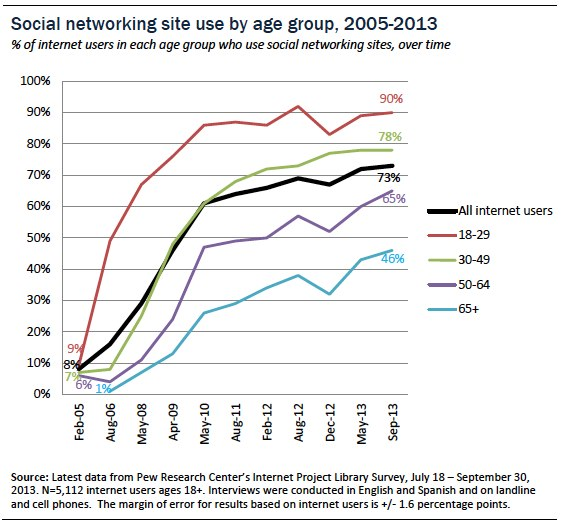 Social networking site use by age group, 2005-2013
% of internet users in each age group who use social networking sites, over time
100%
90%
80%
70%
60%
50%
40%
30%
20%
10%
0%
9%
8%
7%
6%
1%
90%
78%
73%
65%
46%
All internet users
18-29
30-49
50-64
65+
Feb-05
Aug-06
May-08
Apr-09
May-10
Aug-11
Feb-12
Aug-12
Dec-12
May-13
Sep-13
Source: Latest data from Pew Research Center's Internet Project Library Survey, July 18 – September 30,
2013. N=5,112 internet users ages 18+. Interviews were conducted in English and Spanish and on landline
and cell phones. The margin of error for results based on internet users is +/- 1.6 percentage points.